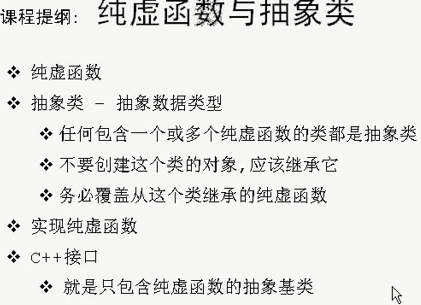 课程提纲: 纯虚函数与抽象类
❖ 纯虚函数
❖ 抽象类 - 抽象数据类型
❖任何包含一个或多个纯虚函数的类都是抽象类
❖不要创建这个类的对象,应该继承它
❖务必覆盖从这个类继承的纯虚函数
❖ 实现纯虚函数
❖ C++接口
❖ 就是只包含纯虚函数的抽象基类